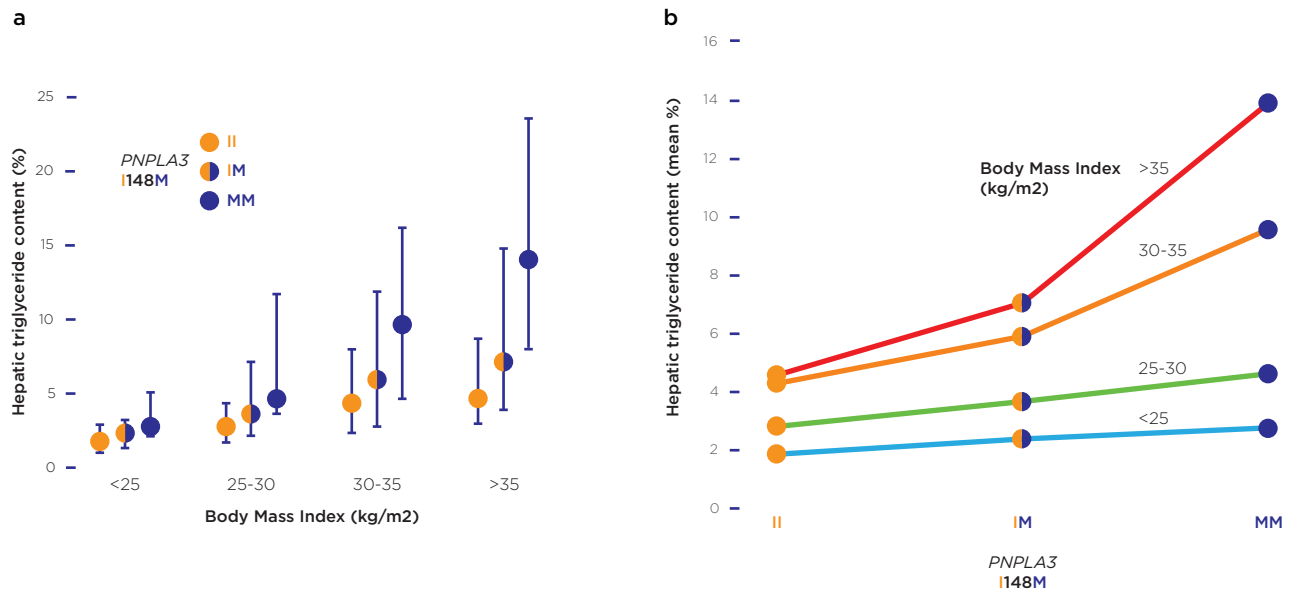 a
Hepatic triglyceride content (%)
25
20
15
10
5
0
PNPLA3
I148M
II
IM
MM
<25
25-30
30-35
>35
Body Mass Index (kg/m2)
b
Hepatic triglyceride content (mean %)
16
14
12
10
8
6
4
2
0
Body Mass Index
(kg/m2)
>35
30-35
25-30
<25
II
IM
MM
PNPLA3
I148M